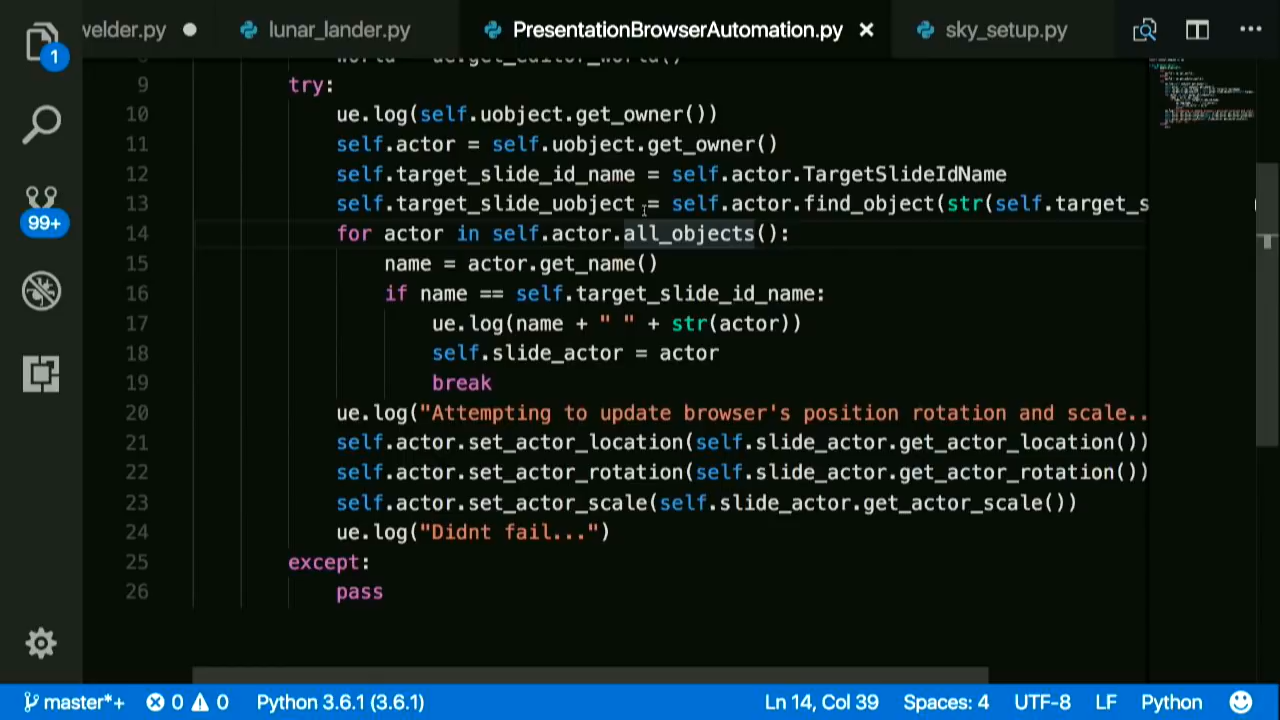 welder.py
lunar_lander.py
PresentationBrowserAutomation.py
sky_setup.py
1
99+
9 try:
10 ue.log(self.uobject.get_owner())
11 self.actor = self.uobject.get_owner()
12 self.target_slide_id_name = self.actor.TargetSlideIdName
13 self.target_slide_uobject = self.actor.find_object(str(self.target_s
14 for actor in self.actor.all_objects():
15 name = actor.get_name()
16 if name == self.target_slide_id_name:
17 ue.log(name + " " + str(actor))
18 self.slide_actor = actor
19 break
20 ue.log("Attempting to update browser's position rotation and scale..
21 self.actor.set_actor_location(self.slide_actor.get_actor_location())
22 self.actor.set_actor_rotation(self.slide_actor.get_actor_rotation())
23 self.actor.set_actor_scale(self.slide_actor.get_actor_scale())
24 ue.log("Didnt fail...")
25 except:
26 pass
master*+ 0 0 Python 3.6.1 (3.6.1) Ln 14, Col 39 Spaces: 4 UTF-8 LF Python